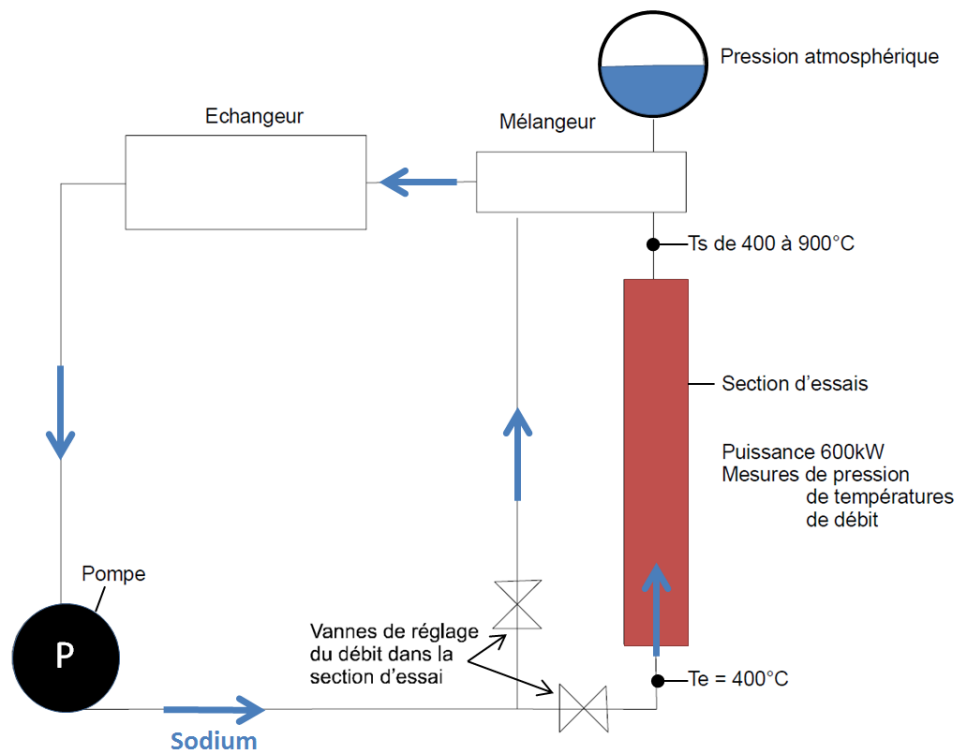 Pression atmosphérique
Echangeur
Mélangeur
Ts de 400 à 900°C
Section d'essais
Puissance 600kW
Mesures de pression
de températures
de débit
Pompe
P
Vannes de réglage
du débit dans la
section d'essai
Te = 400°C
Sodium